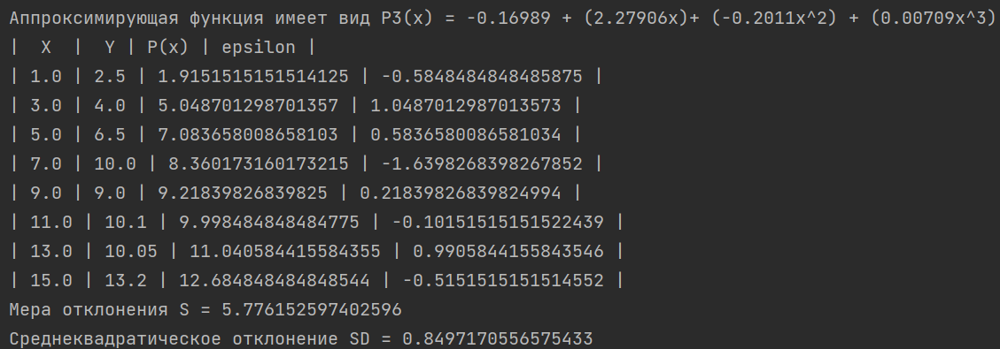 Аппроксимирующая функция имеет вид P3(x) = -0.16989 + (2.27906x)+ (-0.2011x^2) + (0.00709x^3)
|  X  |  Y | P(x) | epsilon |
| 1.0 | 2.5 | 1.9151515151514125 | -0.5848484848485875 |
| 3.0 | 4.0 | 5.048701298701357 | 1.0487012987013573 |
| 5.0 | 6.5 | 7.083658008658103 | 0.5836580086581034 |
| 7.0 | 10.0 | 8.360173160173215 | -1.6398268398267852 |
| 9.0 | 9.0 | 9.21839826839825 | 0.21839826839824994 |
| 11.0 | 10.1 | 9.998484848484775 | -0.10151515151522439 |
| 13.0 | 10.05 | 11.040584415584355 | 0.9905844155843546 |
| 15.0 | 13.2 | 12.684848484848544 | -0.5151515151514552 |
Мера отклонения S = 5.776152597402596
Среднеквадратическое отклонение SD = 0.8497170556575433